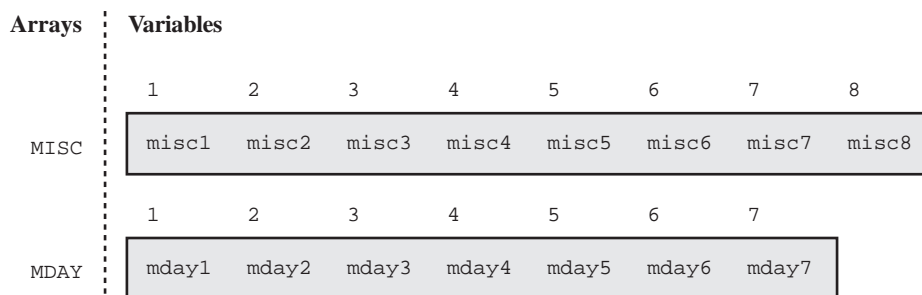 Arrays Variables
1 2 3 4 5 6 7 8
MISC misc1 misc2 misc3 misc4 misc5 misc6 misc7 misc8
1 2 3 4 5 6 7
MDAY mday1 mday2 mday3 mday4 mday5 mday6 mday7